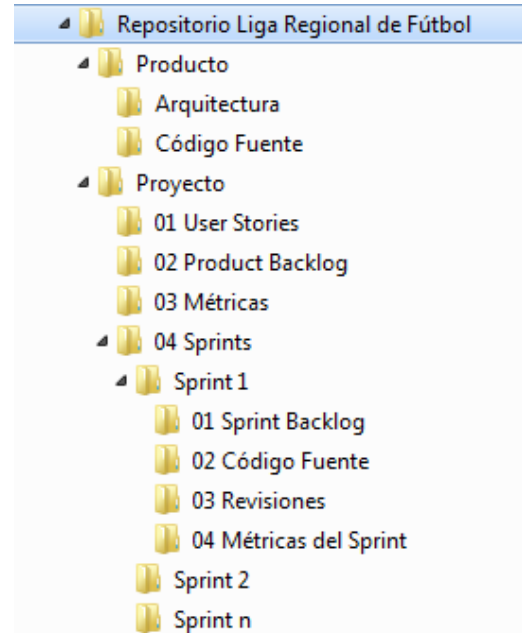 Repositorio Liga Regional de Fútbol
Producto
Arquitectura
Código Fuente
Proyecto
01 User Stories
02 Product Backlog
03 Métricas
04 Sprints
Sprint 1
01 Sprint Backlog
02 Código Fuente
03 Revisiones
04 Métricas del Sprint
Sprint 2
Sprint n